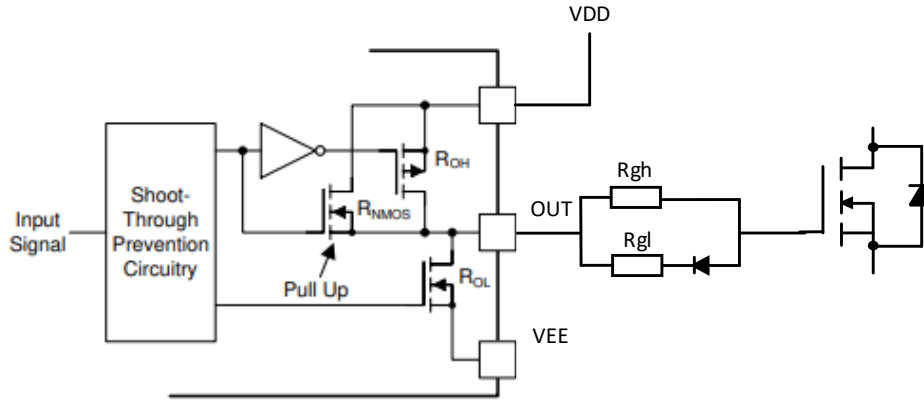 VDD
Shoot-
Through
Prevention
Circuitry
Input
Signal
ROH
RNMOS
Pull Up
ROL
OUT
Rgh
Rgl
VEE